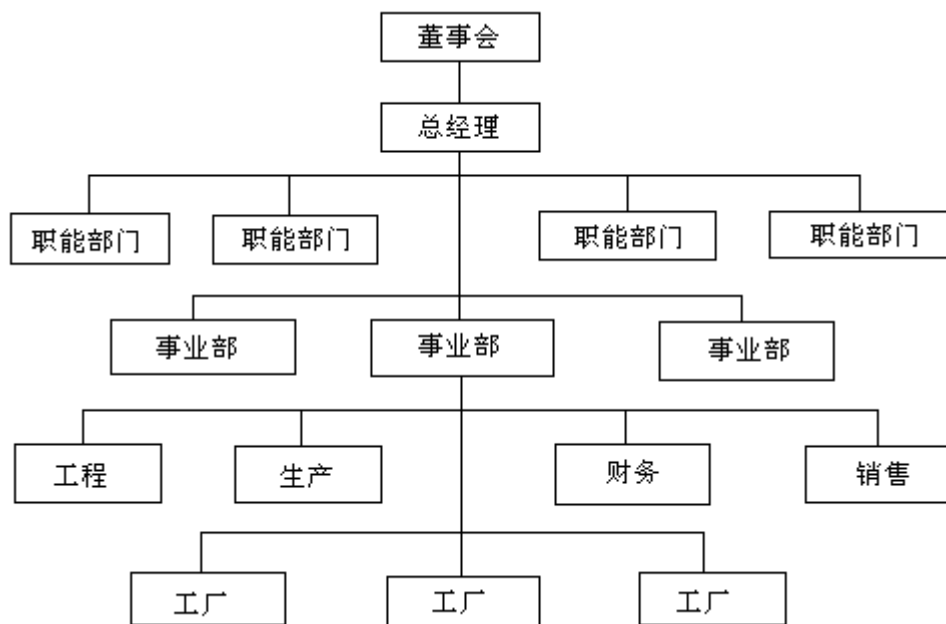 董事会
总经理
职能部门 职能部门 职能部门 职能部门
事业部 事业部 事业部
工程 生产 财务 销售
工厂 工厂 工厂